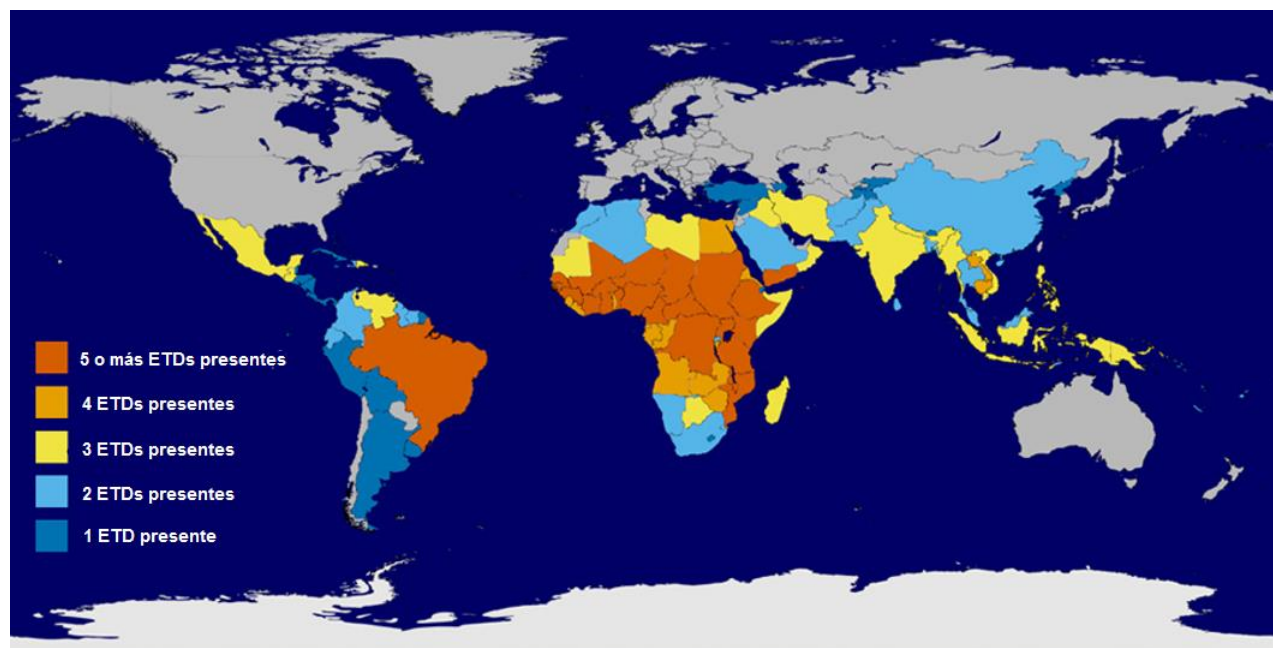 5 o más ETDs presentes
4 ETDs presentes
3 ETDs presentes
2 ETDs presentes
1 ETD presente